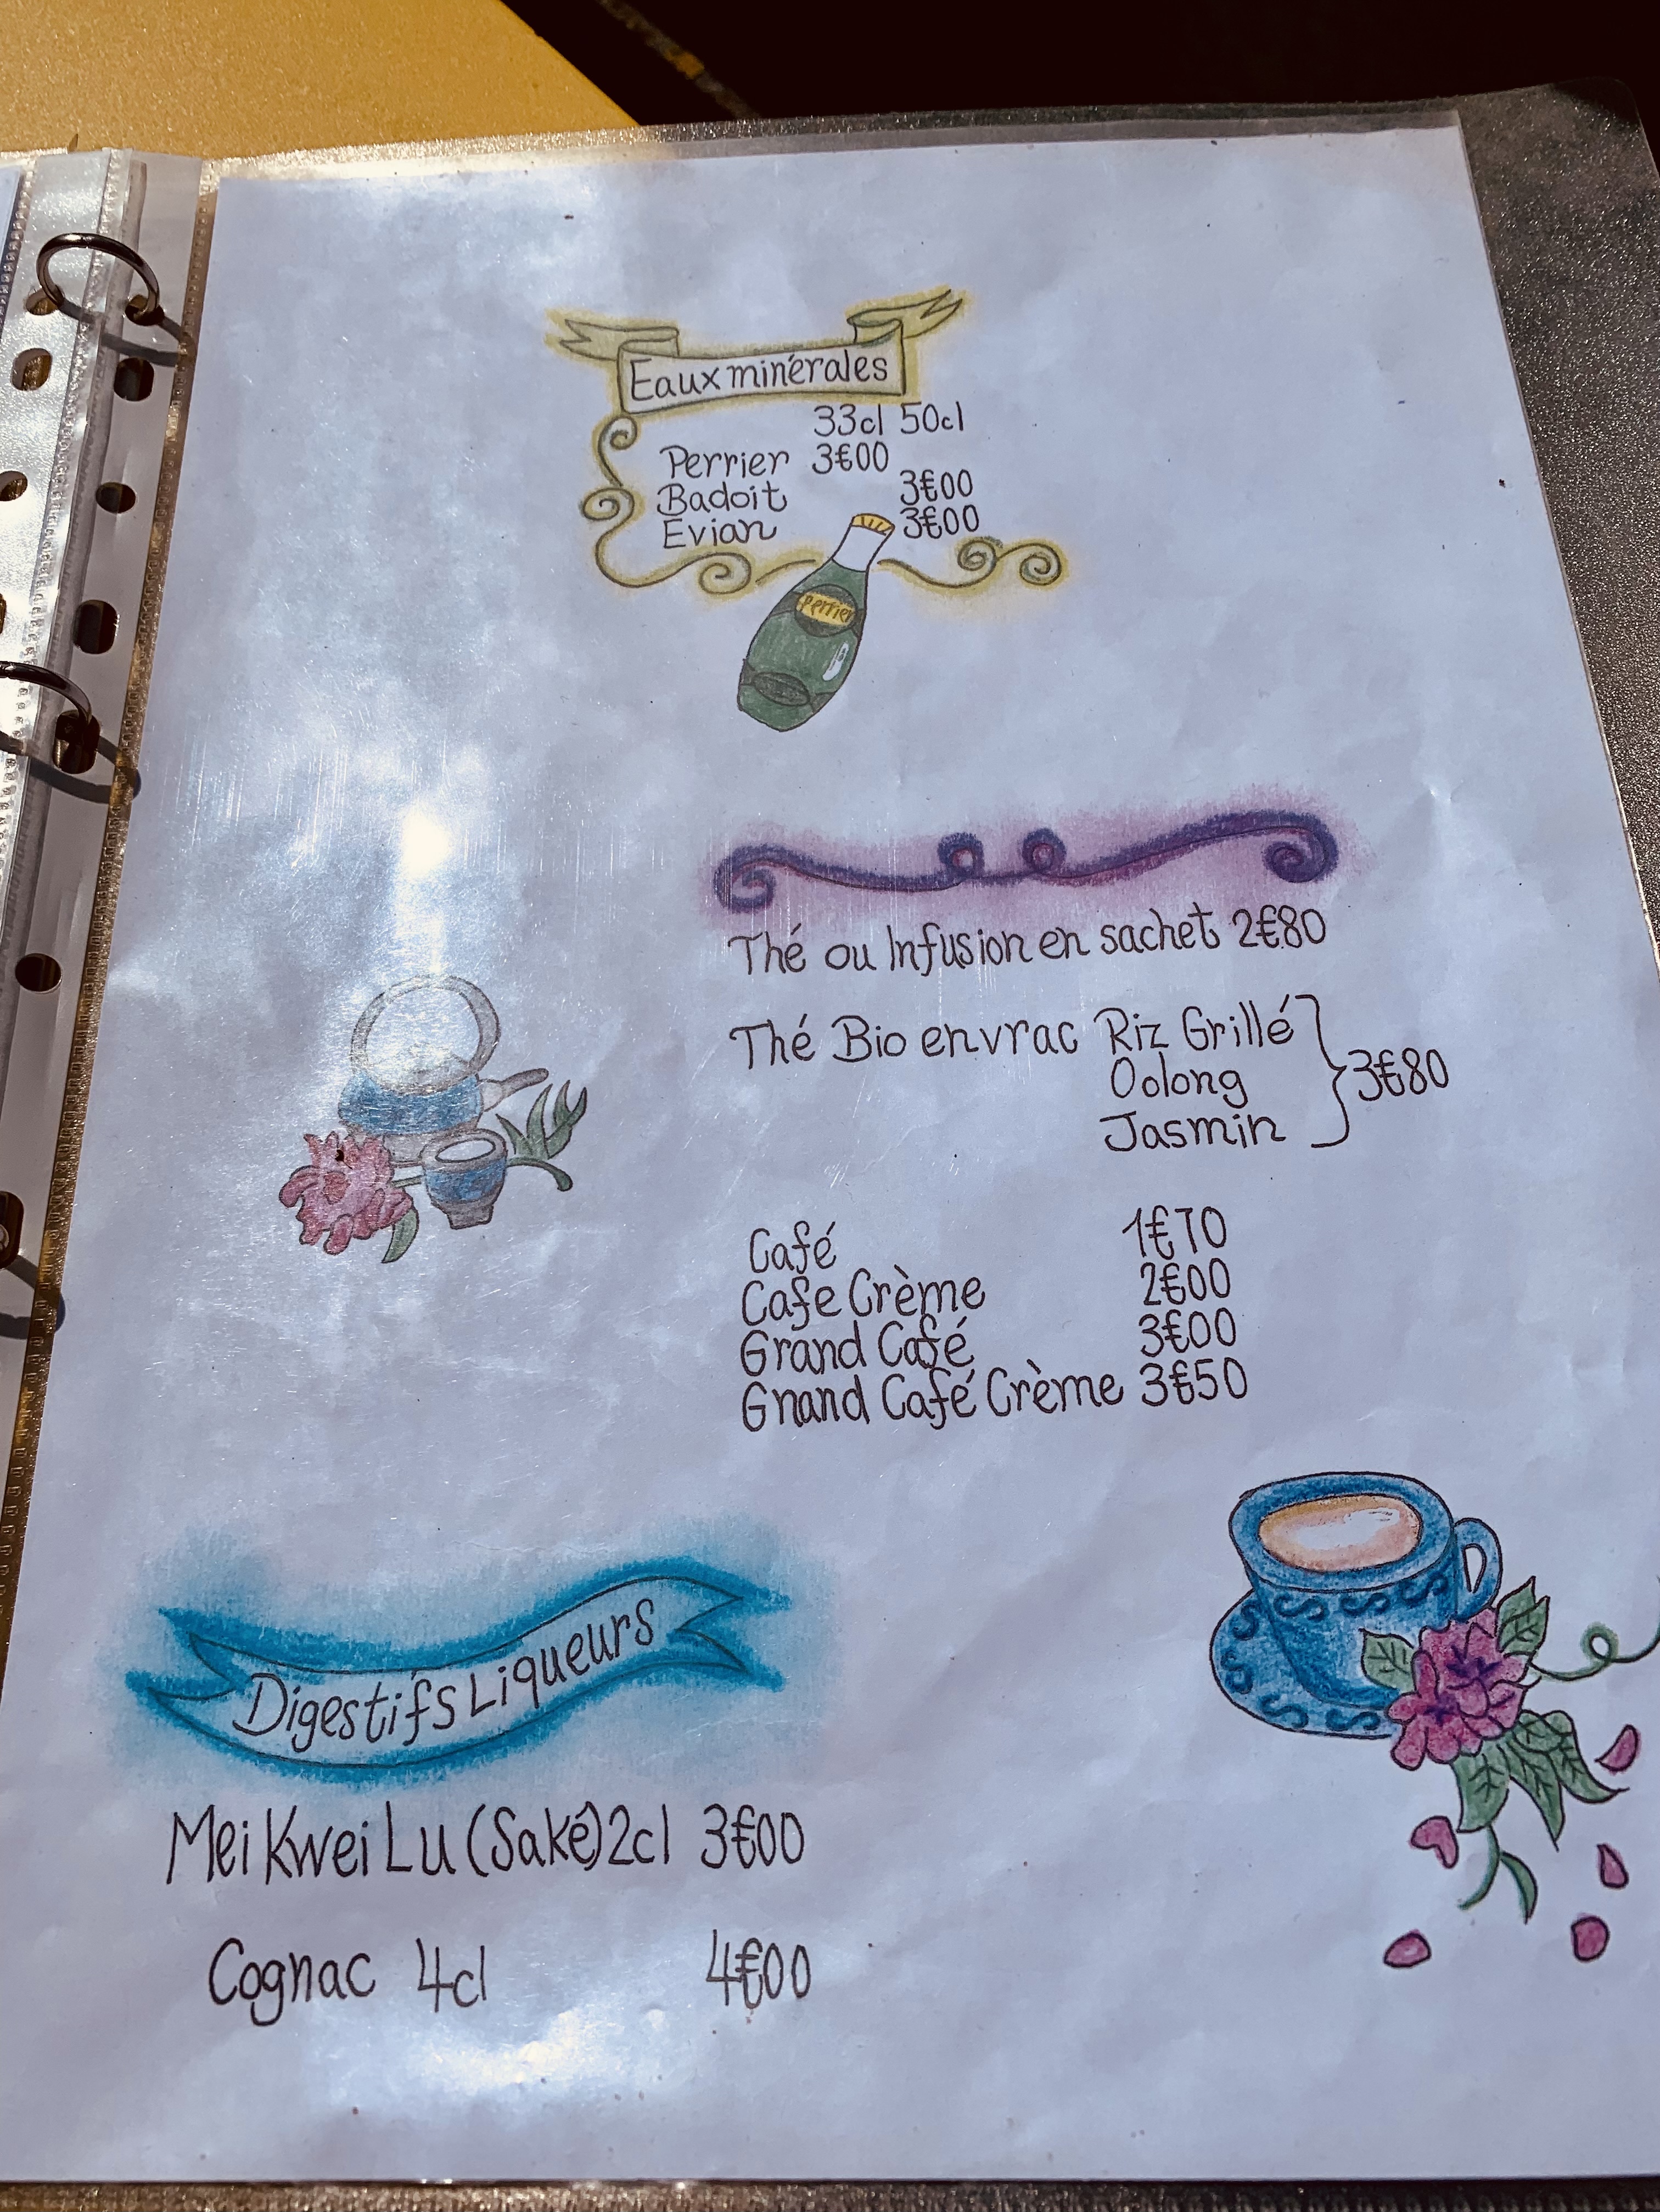 Eaux minérales
33cl 50cl
Perrier 3€00
Badoit 3€00
Evian 3€00
Perrier
Thé ou Infusion en sachet 2€80
Thé Bio en vrac Riz Grillé
Oolong 3€80
Jasmin
Café 1€70
Cafe Crème 2€00
Grand Café 3€00
Grand Café Crème 3€50
Digestifs Liqueurs
Mei Kwei Lu (Saké) 2cl 3€00
Cognac 4cl 4€00